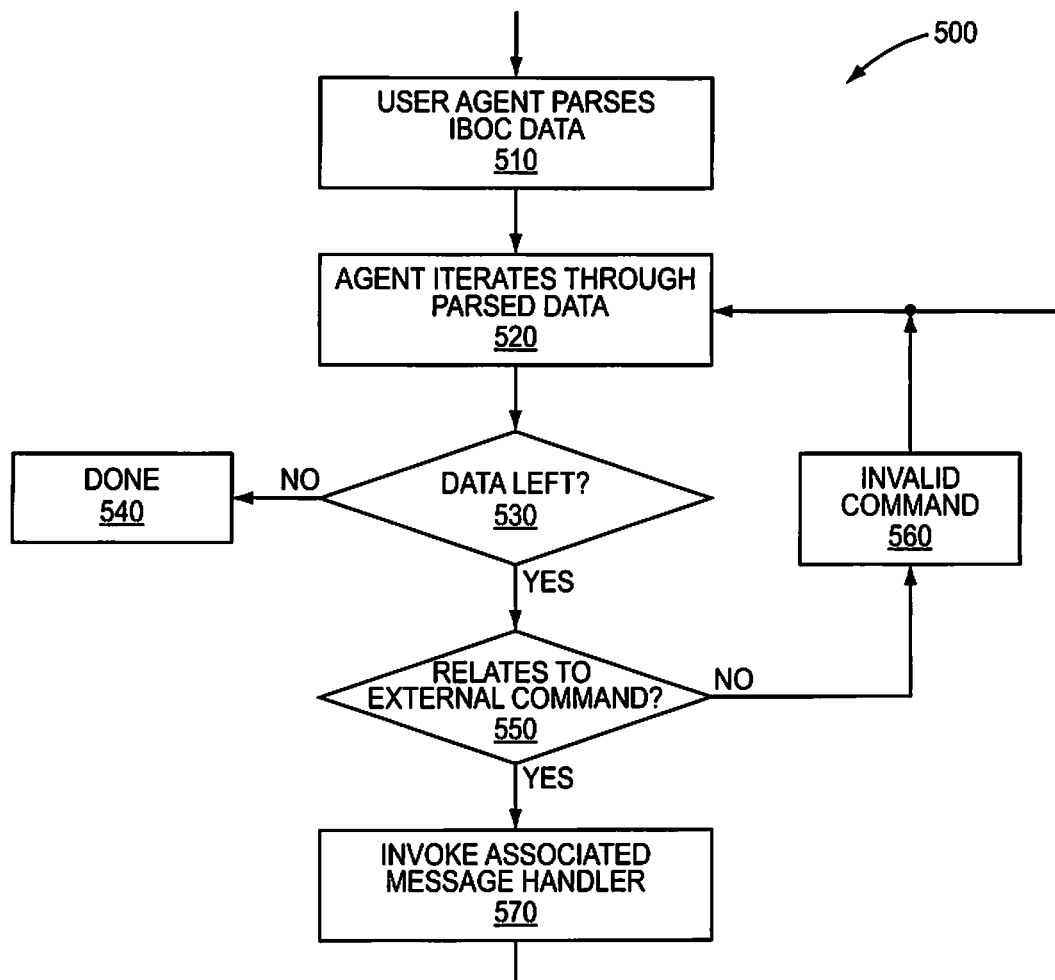 500
USER AGENT PARSES
IBOC DATA
510
AGENT ITERATES THROUGH
PARSED DATA
520
DATA LEFT?
530
NO
DONE
540
YES
INVALID
COMMAND
560
RELATES TO
EXTERNAL COMMAND?
550
NO
YES
INVOKE ASSOCIATED
MESSAGE HANDLER
570